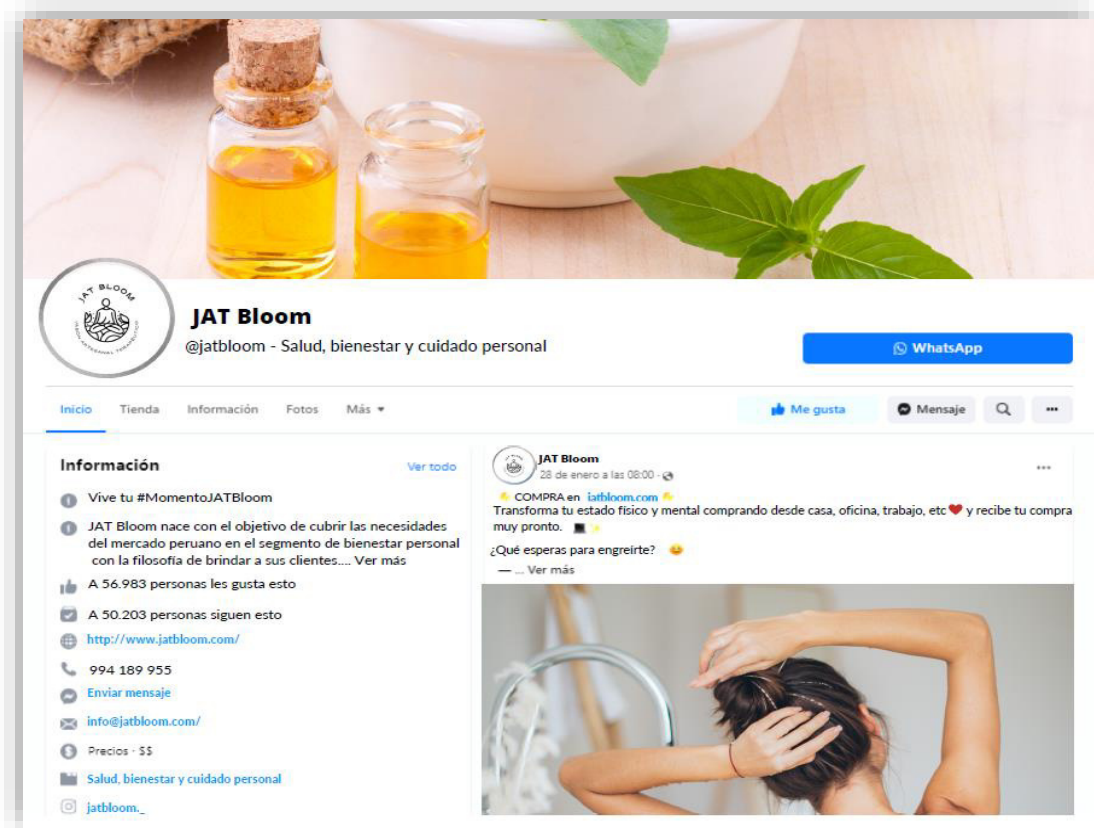 JAT BLOOM
JABÓN ARTESANAL TERAPÉUTICO
JAT Bloom
@jatbloom - Salud, bienestar y cuidado personal
WhatsApp
Inicio Tienda Información Fotos Más
Me gusta Mensaje
Información Ver todo
Vive tu #MomentoJATBloom
JAT Bloom nace con el objetivo de cubrir las necesidades
del mercado peruano en el segmento de bienestar personal
con la filosofía de brindar a sus clientes.... Ver más
A 56.983 personas les gusta esto
A 50.203 personas siguen esto
http://www.jatbloom.com/
994 189 955
Enviar mensaje
info@jatbloom.com/
Precios · $$
Salud, bienestar y cuidado personal
jatbloom._
JAT Bloom
28 de enero a las 08:00 ·
COMPRA en jatbloom.com
Transforma tu estado físico y mental comprando desde casa, oficina, trabajo, etc ❤ y recibe tu compra
muy pronto.
¿Qué esperas para engreírte?
— ... Ver más